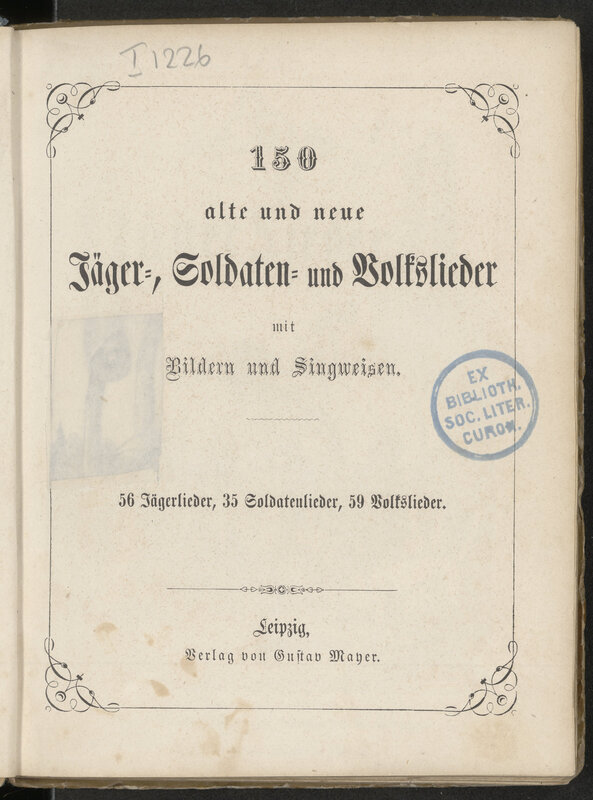 I 1226
150
alte und neue
Jäger-, Soldaten- und Volkslieder
mit
Bildern und Singweisen.
EX
BIBLIOTH.
SOC. LITER.
CURON.
56 Jägerlieder, 35 Soldatenlieder, 59 Volkslieder.
Leipzig,
Verlag von Gustav Mayer.